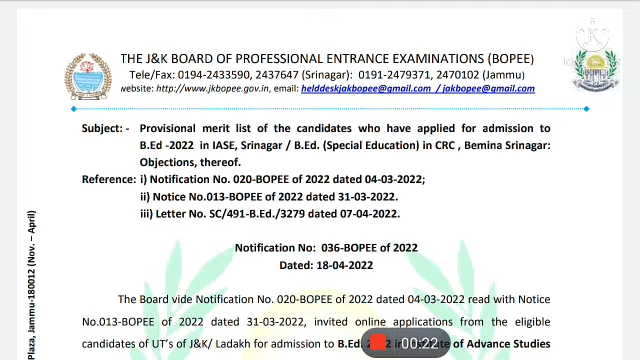 THE J&K BOARD OF PROFESSIONAL ENTRANCE EXAMINATIONS (BOPEE)
Tele/Fax: 0194-2433590, 2437647 (Srinagar): 0191-2479371, 2470102 (Jammu)
website: http://www.jkbopee.gov.in, email: helddeskjakbopee@gmail.com / jakbopee@gmail.com
Subject: - Provisional merit list of the candidates who have applied for admission to
B.Ed -2022 in IASE, Srinagar / B.Ed. (Special Education) in CRC , Bemina Srinagar:
Objections, thereof.
Reference: i) Notification No. 020-BOPEE of 2022 dated 04-03-2022;
ii) Notice No.013-BOPEE of 2022 dated 31-03-2022.
iii) Letter No. SC/491-B.Ed./3279 dated 07-04-2022.
Notification No: 036-BOPEE of 2022
Dated: 18-04-2022
The Board vide Notification No. 020-BOPEE of 2022 dated 04-03-2022 read with Notice
No.013-BOPEE of 2022 dated 31-03-2022, invited online applications from the eligible
candidates of UT's of J&K/ Ladakh for admission to B.Ed. of Advance Studies
Plaza, Jammu-180012 (Nov. – April)
00:22